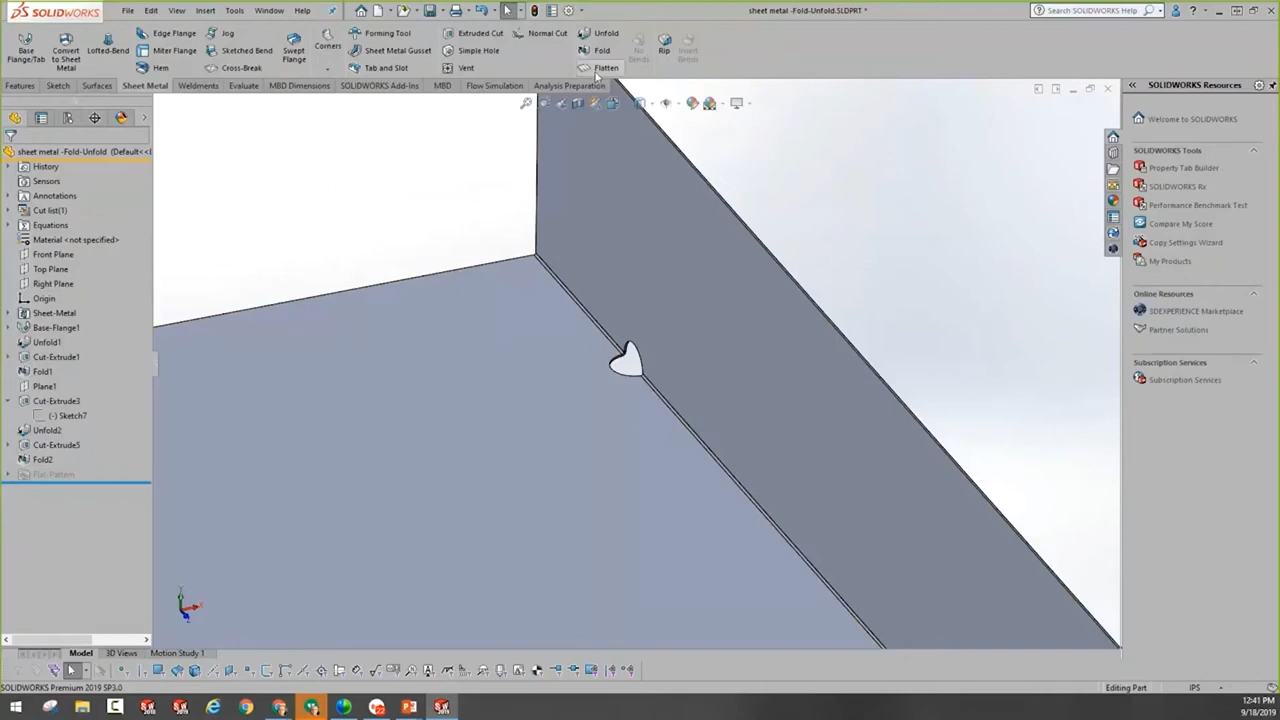 SOLIDWORKS
File Edit View Insert Tools Window Help
sheet metal -Fold-Unfold.SLDPRT *
Search SOLIDWORKS Help
Base Flange/Tab
Convert to Sheet Metal
Lofted-Bend
Edge Flange
Miter Flange
Hem
Jog
Sketched Bend
Cross-Break
Swept Flange
Corners
Forming Tool
Sheet Metal Gusset
Tab and Slot
Extruded Cut
Simple Hole
Vent
Normal Cut
Unfold
Fold
Flatten
No Bends
Rip
Insert Bends
Features Sketch Surfaces Sheet Metal Weldments Evaluate MBD Dimensions SOLIDWORKS Add-Ins MBD Flow Simulation Analysis Preparation
sheet metal -Fold-Unfold (Default<<
History
Sensors
Annotations
Cut list(1)
Equations
Material <not specified>
Front Plane
Top Plane
Right Plane
Origin
Sheet-Metal
Base-Flange1
Unfold1
Cut-Extrude1
Fold1
Plane1
Cut-Extrude3
(-) Sketch7
Unfold2
Cut-Extrude5
Fold2
Flat-Pattern
SOLIDWORKS Resources
Welcome to SOLIDWORKS
SOLIDWORKS Tools
Property Tab Builder
SOLIDWORKS Rx
Performance Benchmark Test
Compare My Score
Copy Settings Wizard
My Products
Online Resources
3DEXPERIENCE Marketplace
Partner Solutions
Subscription Services
Subscription Services
Model 3D Views Motion Study 1
SOLIDWORKS Premium 2019 SP3.0
Editing Part
IPS
12:41 PM
9/18/2019